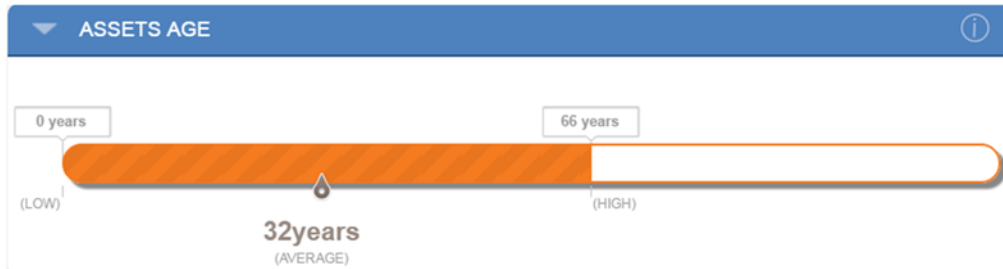 ASSETS AGE
0 years
66 years
(LOW)
(HIGH)
32years
(AVERAGE)